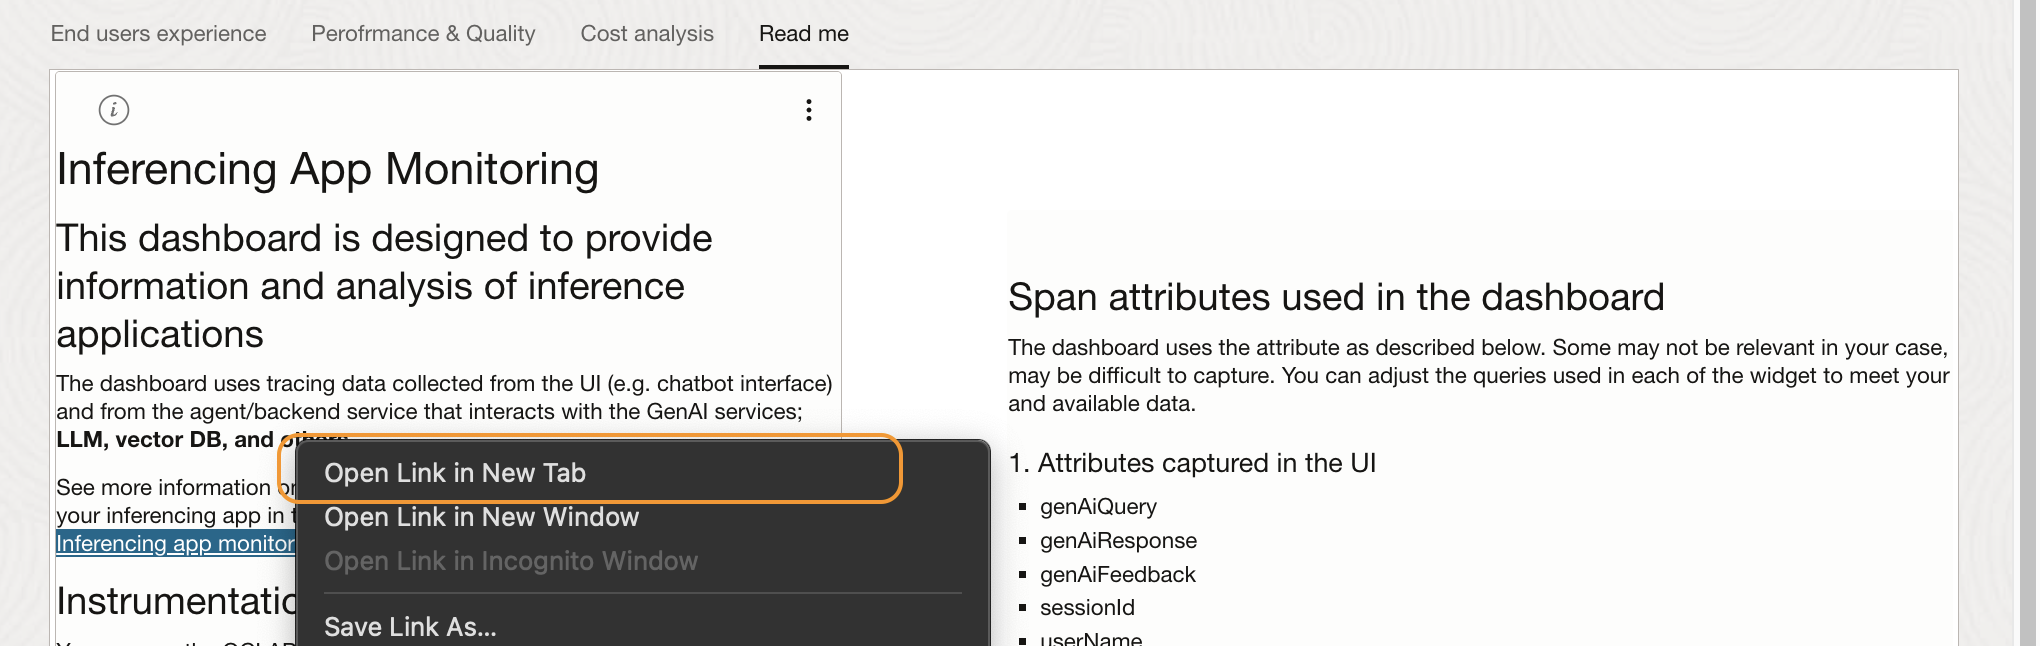 End users experience Perofrmance & Quality Cost analysis Read me
Inferencing App Monitoring
This dashboard is designed to provide
information and analysis of inference
applications
The dashboard uses tracing data collected from the UI (e.g. chatbot interface)
and from the agent/backend service that interacts with the GenAI services;
LLM, vector DB, and others
See more information
your inferencing app in
Inferencing app monitor
Open Link in New Tab
Open Link in New Window
Open Link in Incognito Window
Save Link As...
Span attributes used in the dashboard
The dashboard uses the attribute as described below. Some may not be relevant in your case,
may be difficult to capture. You can adjust the queries used in each of the widget to meet your
and available data.
1. Attributes captured in the UI
genAiQuery
genAiResponse
genAiFeedback
sessionId
userName